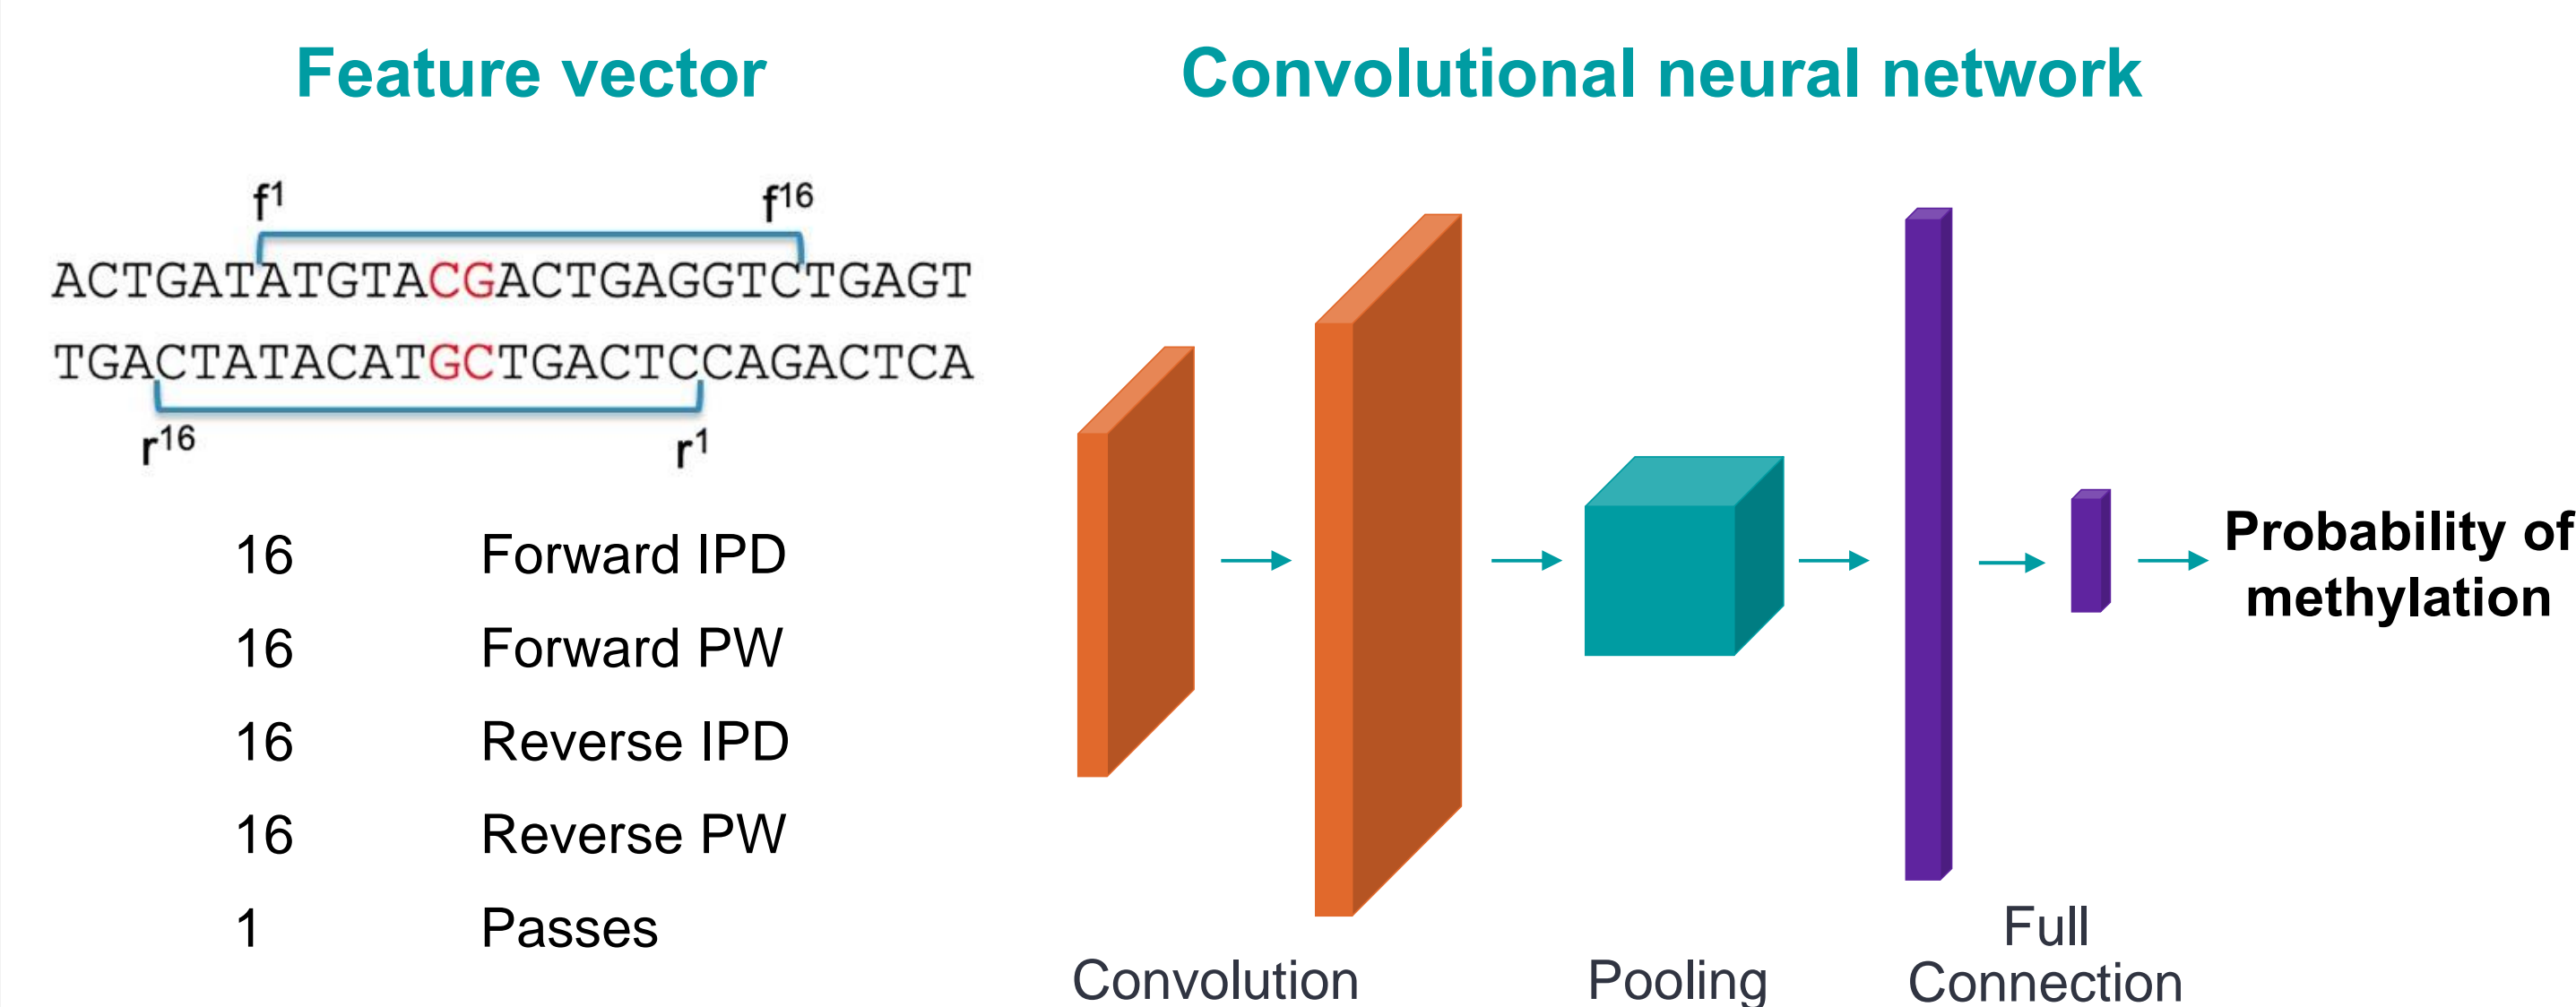 Feature vector
Convolutional neural network
f¹ f¹⁶
ACTGATATGTACGACTGAGGTCTGAGT
TGACTATACATGCTGACTCCAGACTCA
r¹⁶ r¹
16 Forward IPD
16 Forward PW
16 Reverse IPD
16 Reverse PW
1 Passes
Convolution
Pooling
Full
Connection
Probability of
methylation